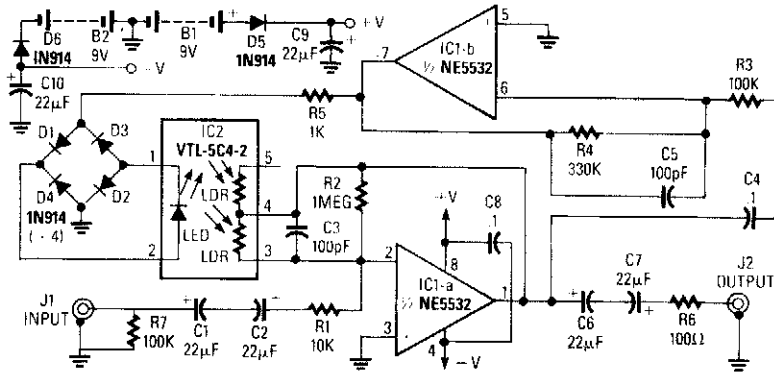 D6
1N914
B2
9V
B1
9V
D5
1N914
C9
22µF
+V
-V
C10
22µF
D1
D3
D4
D2
1N914
(×4)
IC2
VTL-5C4-2
1
2
5
4
3
LDR
LED
LDR
R5
1K
7
IC1-b
½ NE5532
5
6
R3
100K
R4
330K
C5
100pF
C4
.1
R2
1MEG
C3
100pF
+V
C8
.1
8
2
IC1-a
½ NE5532
1
3
4
-V
J1
INPUT
R7
100K
C1
22µF
C2
22µF
R1
10K
C6
22µF
C7
22µF
R6
100Ω
J2
OUTPUT